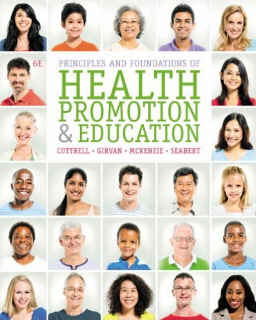 6E
PRINCIPLES AND FOUNDATIONS OF
HEALTH
PROMOTION
& EDUCATION
COTTRELL • GIRVAN • MCKENZIE • SEABERT